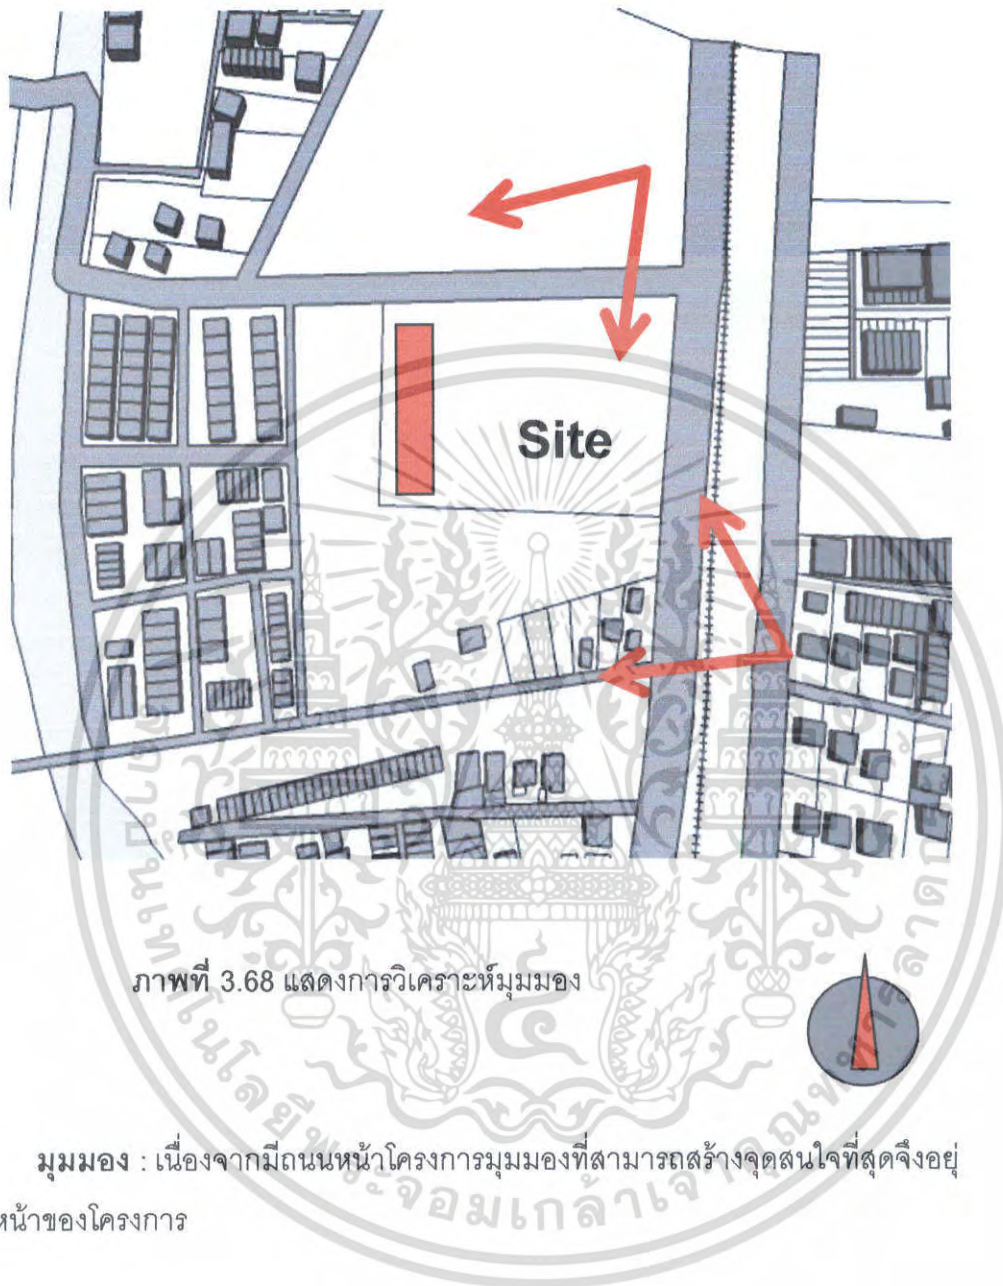 Site
ภาพที่ 3.68 แสดงการวิเคราะห์มุมมอง
มุมมอง : เนื่องจากมีถนนหน้าโครงการมุมมองที่สามารถสร้างจุดสนใจที่สุดจึงอยู่
หน้าของโครงการ